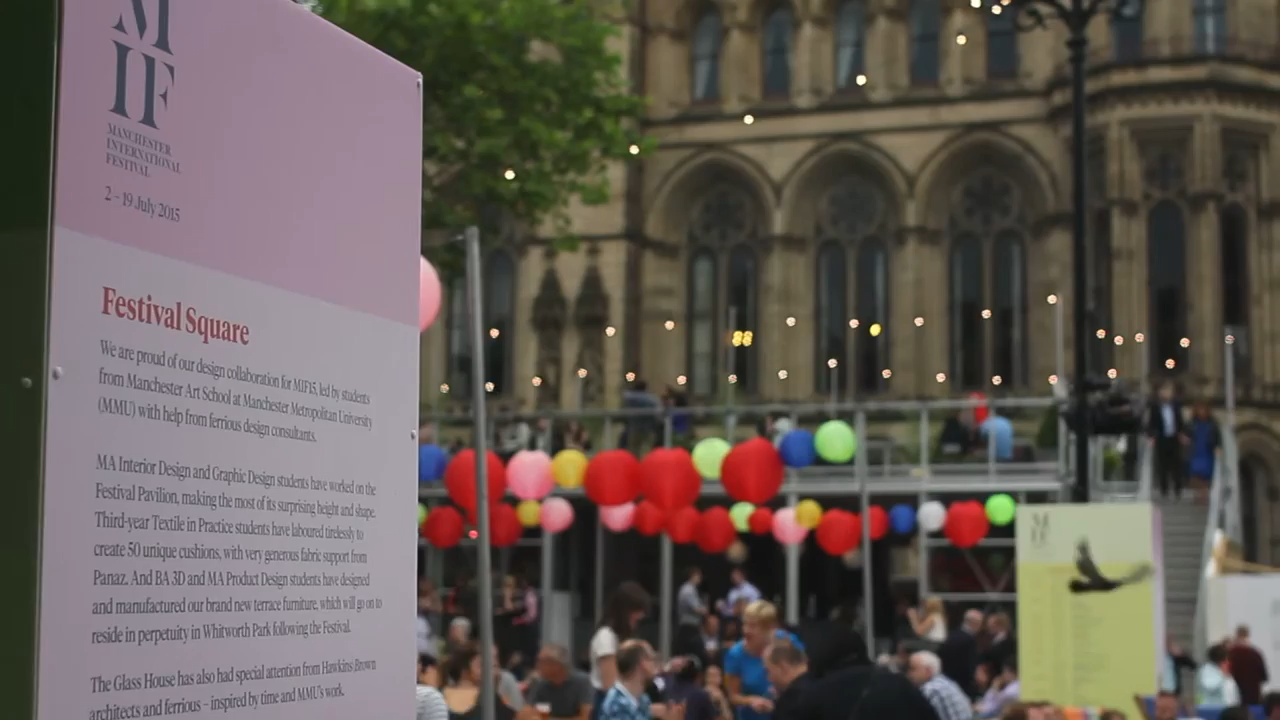 M
IF
MANCHESTER
INTERNATIONAL
FESTIVAL
2 – 19 July 2015
Festival Square
We are proud of our design collaboration for MIF15, led by students
from Manchester Art School at Manchester Metropolitan University
(MMU) with help from ferrious design consultants.
MA Interior Design and Graphic Design students have worked on the
Festival Pavilion, making the most of its surprising height and shape.
Third-year Textile in Practice students have laboured tirelessly to
create 50 unique cushions, with very generous fabric support from
Panaz. And BA 3D and MA Product Design students have designed
and manufactured our brand new terrace furniture, which will go on to
reside in perpetuity in Whitworth Park following the Festival.
The Glass House has also had special attention from Hawkins\Brown
architects and ferrious – inspired by time and MMU's work.
M
IF